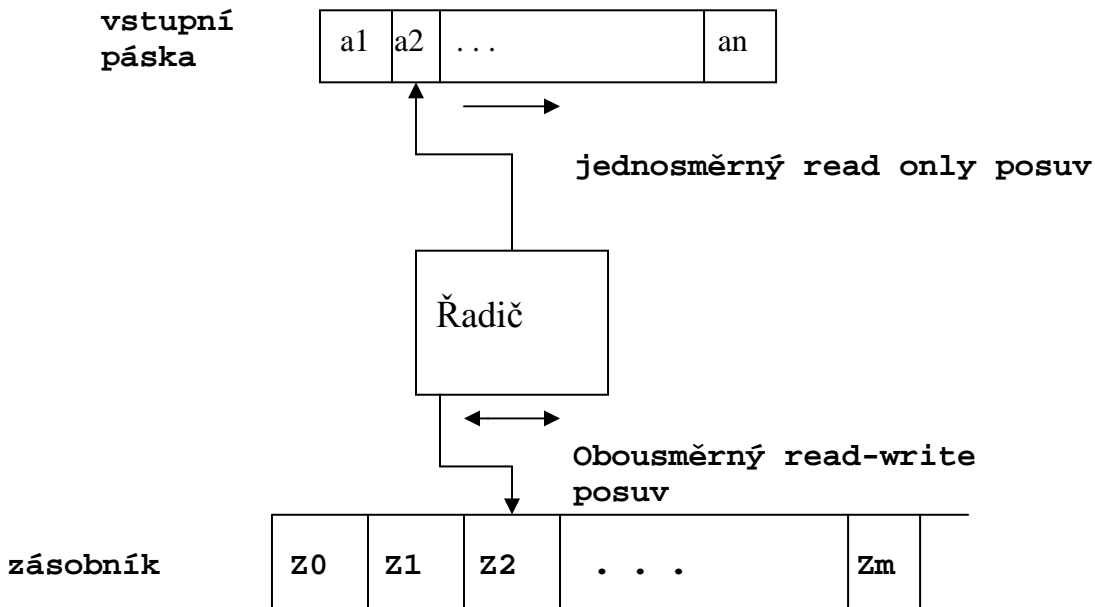 vstupní
páska
a1 a2 ... an
jednosměrný read only posuv
Řadič
Obousměrný read-write
posuv
zásobník Z0 Z1 Z2 . . . Zm